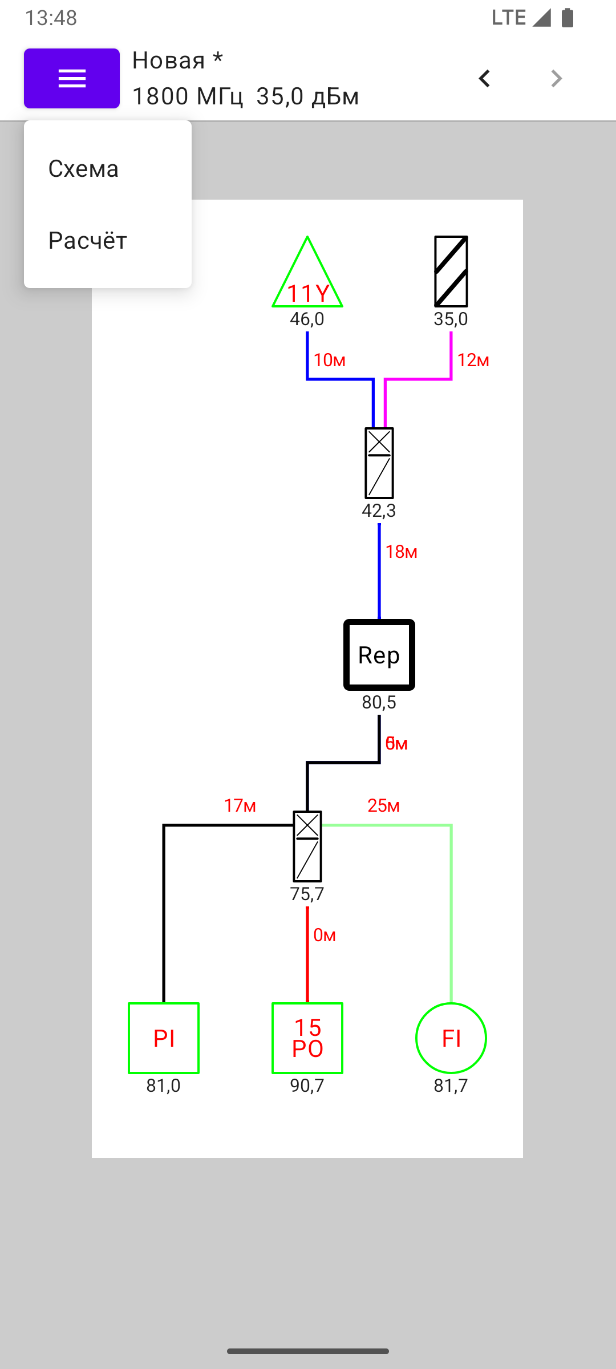 13:48 LTE
Новая *
1800 МГц 35,0 дБм
Схема
Расчёт
11Y
46,0 35,0
10м 12м
42,3
18м
Rep
80,5
17м 25м
75,7
0м
PI 15 PO FI
81,0 90,7 81,7